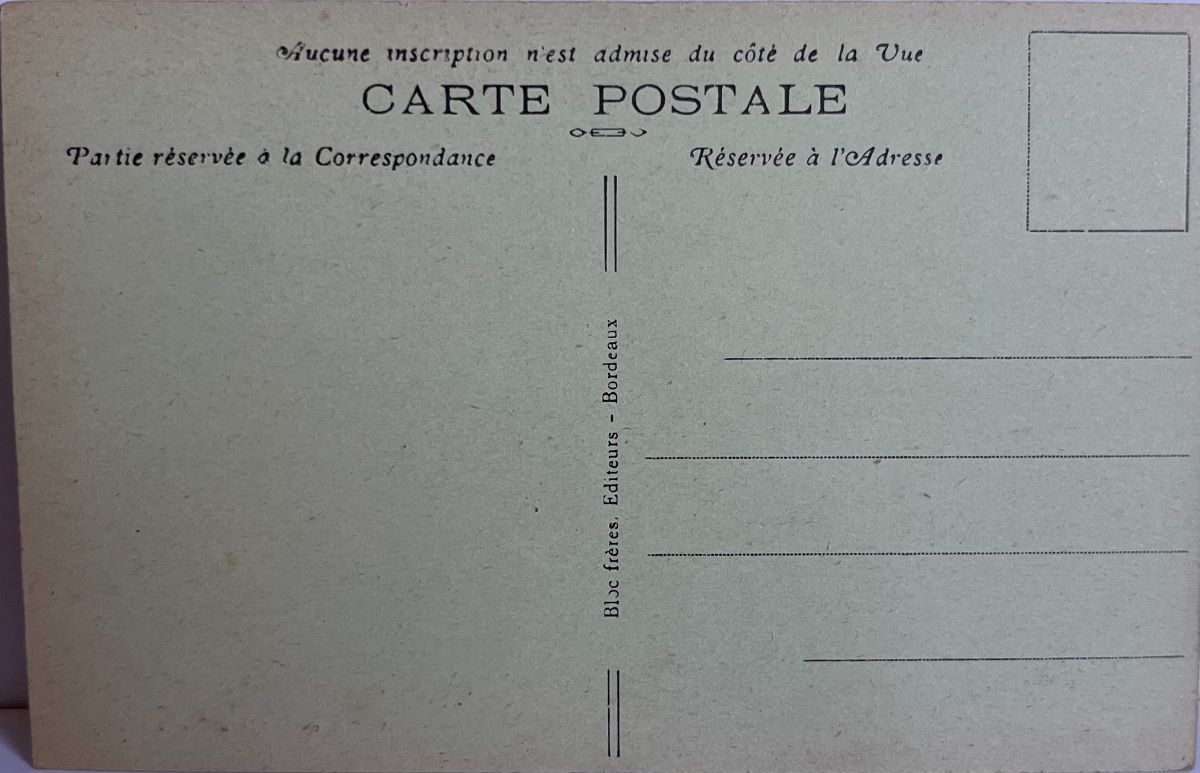 Aucune inscription n'est admise du côté de la Vue
CARTE POSTALE
Partie réservée à la Correspondance
Réservée à l'Adresse
Bloc frères, Editeurs - Bordeaux